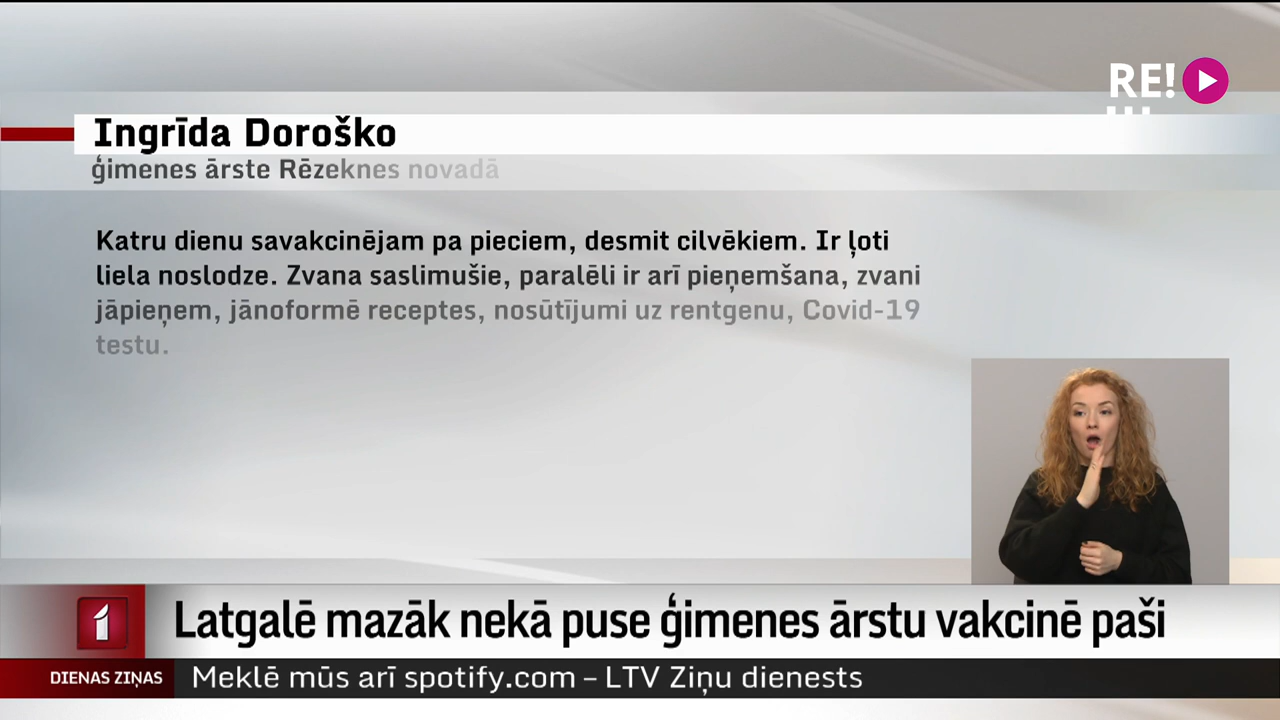 RE!
Ingrīda Doroško
ģimenes ārste Rēzeknes novadā
Katru dienu savakcinējam pa pieciem, desmit cilvēkiem. Ir ļoti
liela noslodze. Zvana saslimušie, paralēli ir arī pieņemšana, zvani
jāpieņem, jānoformē receptes, nosūtījumi uz rentgenu, Covid-19
testu.
1
Latgalē mazāk nekā puse ģimenes ārstu vakcinē paši
DIENAS ZIŅAS
Meklē mūs arī spotify.com – LTV Ziņu dienests